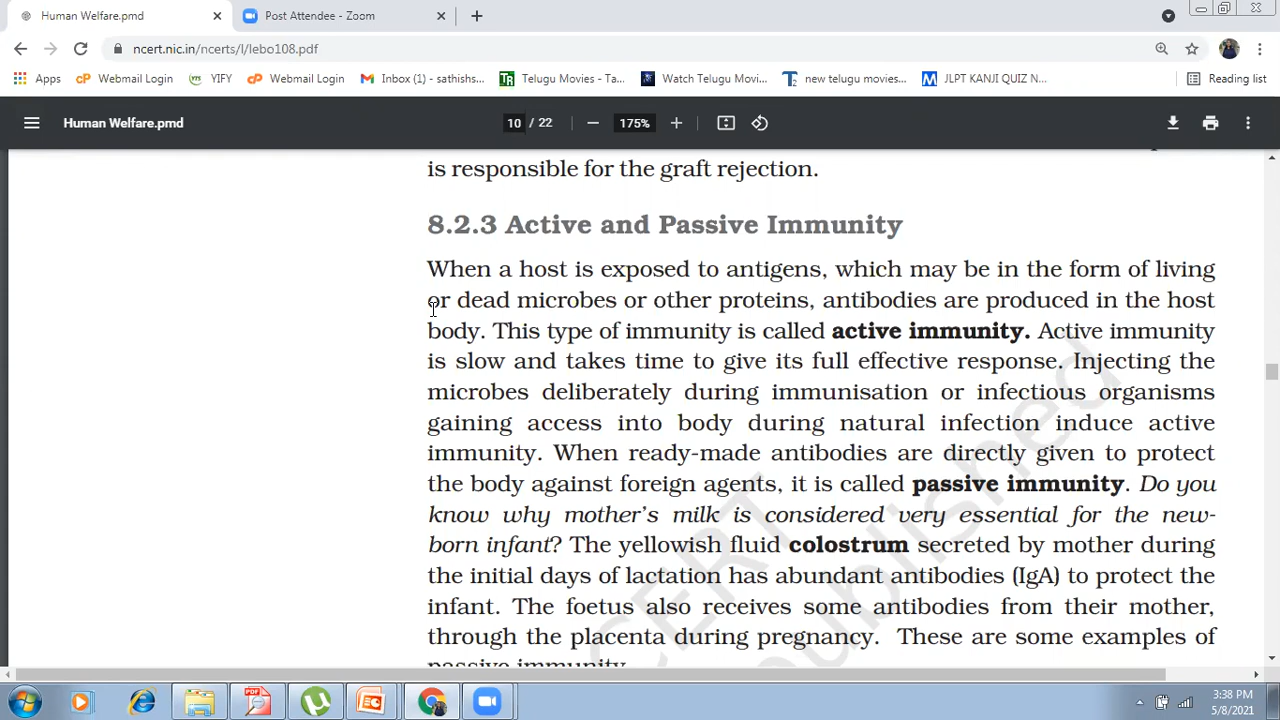 Human Welfare.pmd
Post Attendee - Zoom
ncert.nic.in/ncerts/l/lebo108.pdf
Apps
Webmail Login
YIFY
Webmail Login
Inbox (1) - sathishs...
Telugu Movies - Ta...
Watch Telugu Movi...
new telugu movies...
JLPT KANJI QUIZ N...
Reading list
Human Welfare.pmd
10 / 22
175%
is responsible for the graft rejection.
8.2.3 Active and Passive Immunity
When a host is exposed to antigens, which may be in the form of living
or dead microbes or other proteins, antibodies are produced in the host
body. This type of immunity is called active immunity. Active immunity
is slow and takes time to give its full effective response. Injecting the
microbes deliberately during immunisation or infectious organisms
gaining access into body during natural infection induce active
immunity. When ready-made antibodies are directly given to protect
the body against foreign agents, it is called passive immunity. Do you
know why mother's milk is considered very essential for the new-
born infant? The yellowish fluid colostrum secreted by mother during
the initial days of lactation has abundant antibodies (IgA) to protect the
infant. The foetus also receives some antibodies from their mother,
through the placenta during pregnancy. These are some examples of
passive immunity.
3:38 PM
5/8/2021